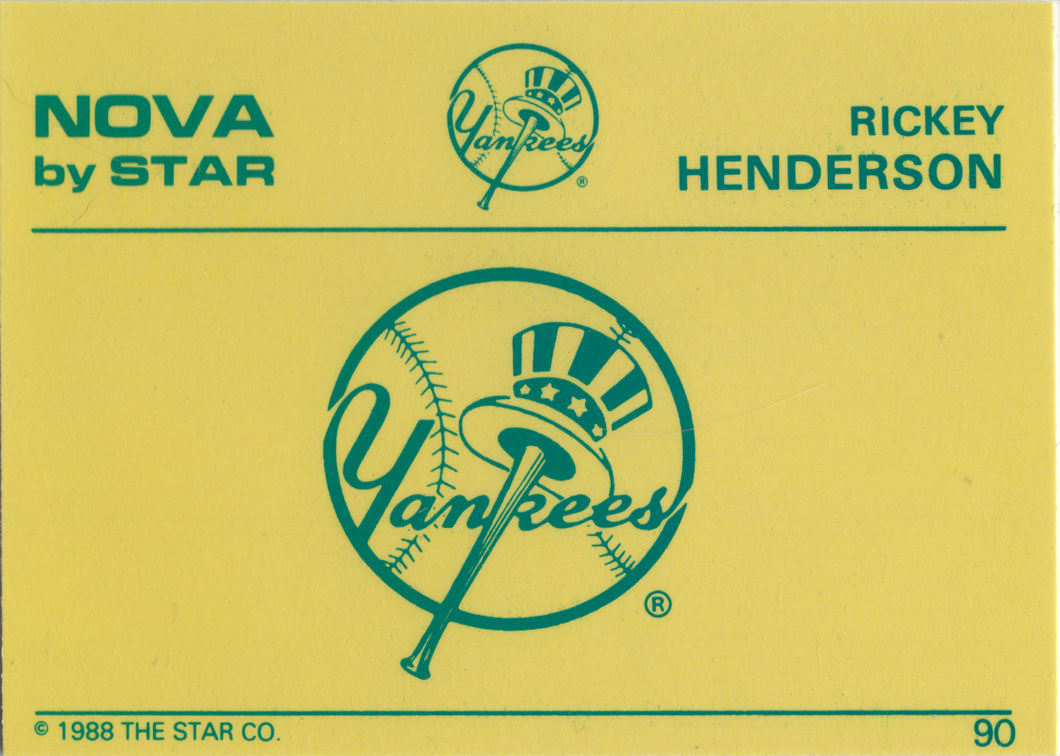 NOVA
by STAR
Yankees
®
RICKEY
HENDERSON
Yankees
®
© 1988 THE STAR CO.
90